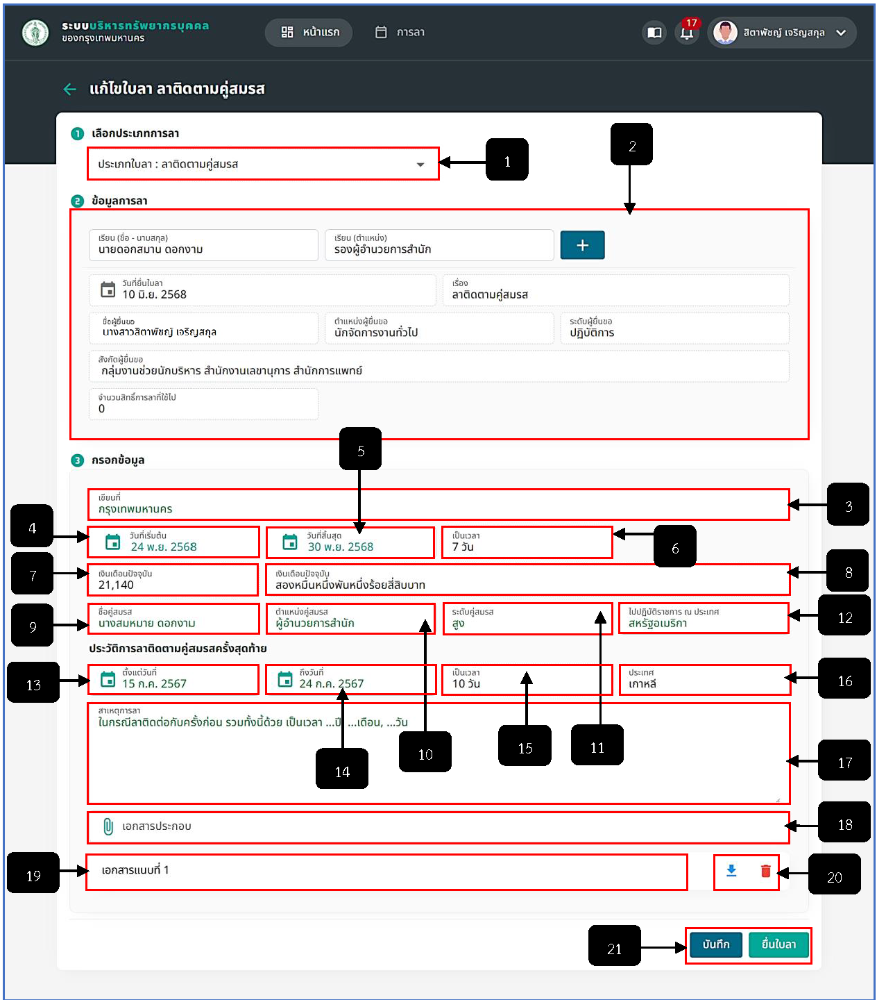 ระบบบริหารทรัพยากรบุคคล
ของกรุงเทพมหานคร
หน้าแรก
การลา
17
สิตาพัชญ์ เจริญสกุล
แก้ไขใบลา ลาติดตามคู่สมรส
1 เลือกประเภทการลา
ประเภทใบลา : ลาติดตามคู่สมรส
1
2
2 ข้อมูลการลา
เรียน (ชื่อ - นามสกุล)
นายดอกสมาน ดอกงาม
เรียน (ตำแหน่ง)
รองผู้อำนวยการสำนัก
+
วันที่ยื่นใบลา
10 มิ.ย. 2568
เรื่อง
ลาติดตามคู่สมรส
ชื่อผู้ยื่นขอ
นางสาวสิตาพัชญ์ เจริญสกุล
ตำแหน่งผู้ยื่นขอ
นักจัดการงานทั่วไป
ระดับผู้ยื่นขอ
ปฏิบัติการ
สังกัดผู้ยื่นขอ
กลุ่มงานช่วยนักบริหาร สำนักงานเลขานุการ สำนักการแพทย์
จำนวนสิทธิ์การลาที่ใช้ไป
0
5
3 กรอกข้อมูล
เขียนที่
กรุงเทพมหานคร
3
4
วันที่เริ่มต้น
24 พ.ย. 2568
วันที่สิ้นสุด
30 พ.ย. 2568
เป็นเวลา
7 วัน
6
7
เงินเดือนปัจจุบัน
21,140
เงินเดือนปัจจุบัน
สองหมื่นหนึ่งพันหนึ่งร้อยสี่สิบบาท
8
9
ชื่อคู่สมรส
นางสมหมาย ดอกงาม
ตำแหน่งคู่สมรส
ผู้อำนวยการสำนัก
ระดับคู่สมรส
สูง
ไปปฏิบัติราชการ ณ ประเทศ
สหรัฐอเมริกา
12
ประวัติการลาติดตามคู่สมรสครั้งสุดท้าย
13
ตั้งแต่วันที่
15 ก.ค. 2567
ถึงวันที่
24 ก.ค. 2567
เป็นเวลา
10 วัน
ประเทศ
เกาหลี
16
สาเหตุการลา
ในกรณีลาติดต่อกับครั้งก่อน รวมทั้งนี้ด้วย เป็นเวลา ...ปี, ...เดือน, ...วัน
14
10
15
11
17
เอกสารประกอบ
18
19
เอกสารแนบที่ 1
20
21
บันทึก
ยื่นใบลา